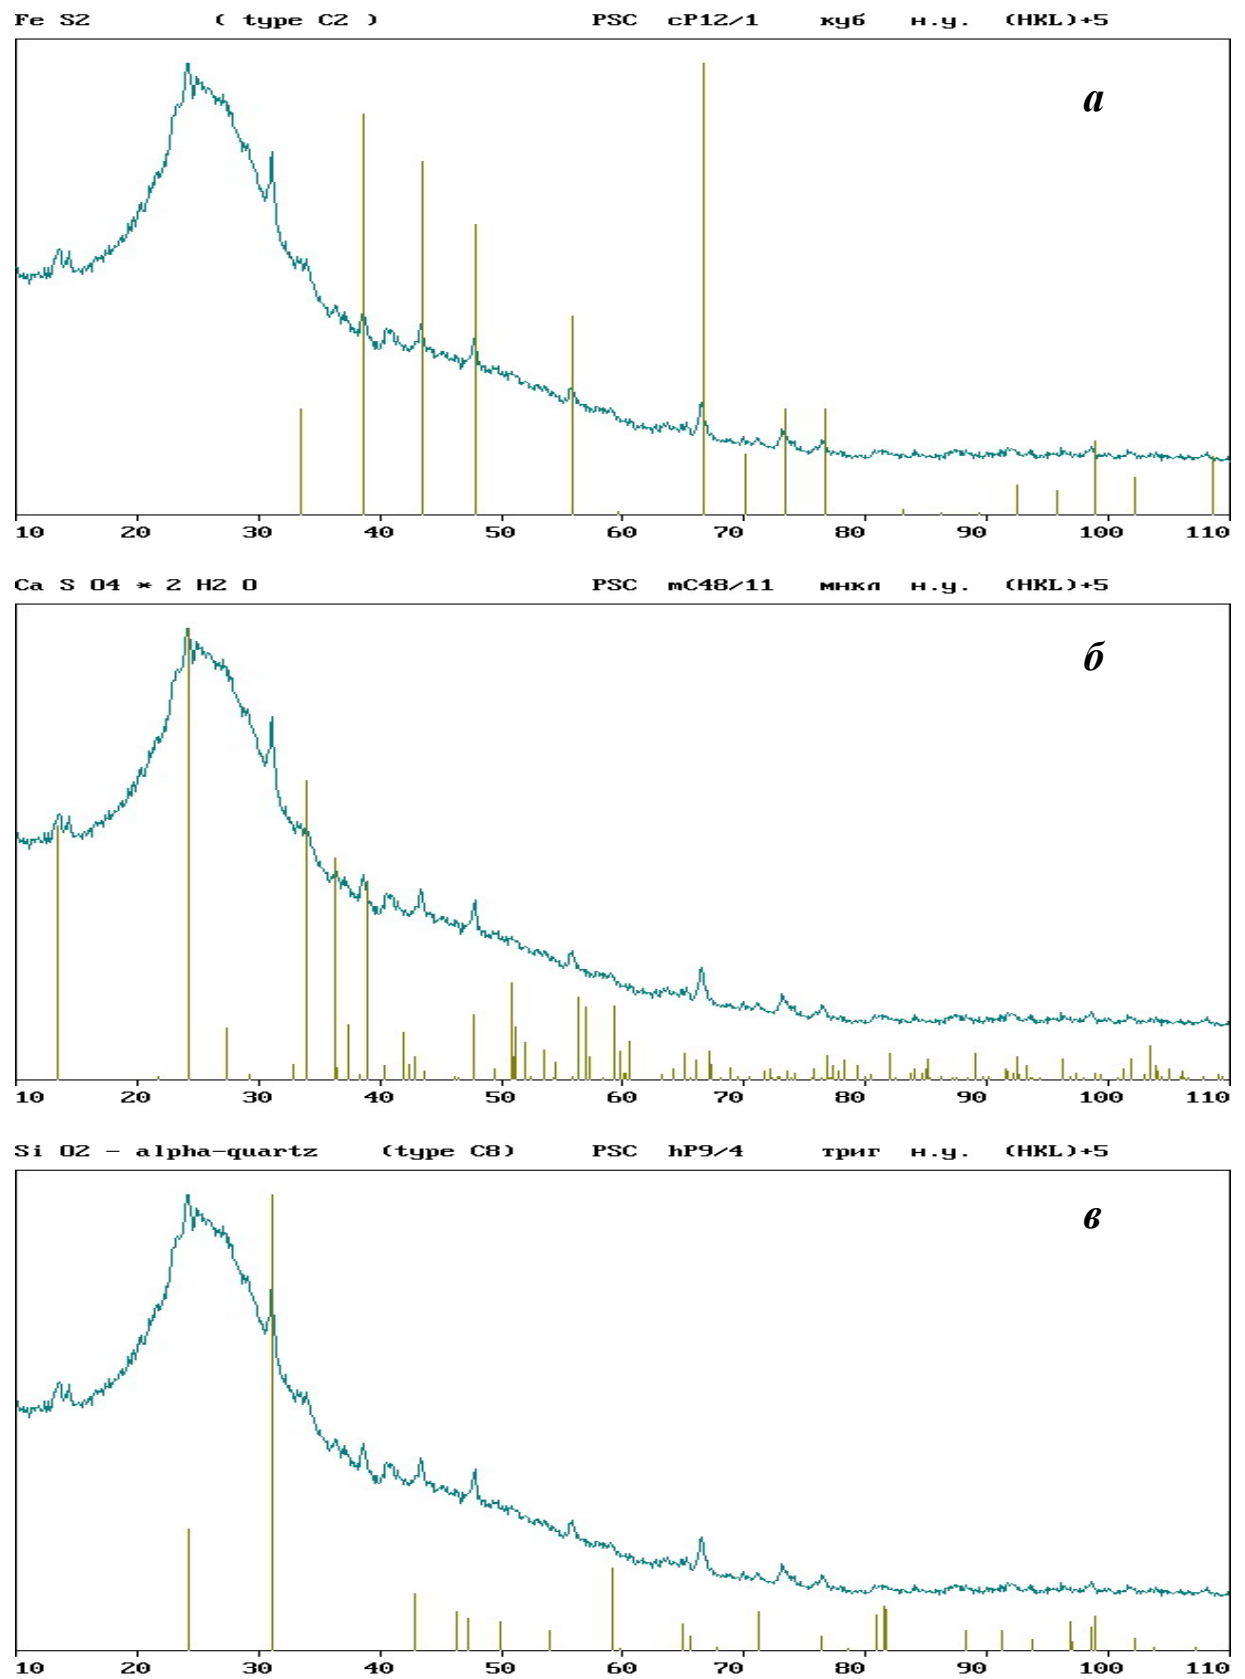 Fe S2 ( type C2 ) PSC cP12/1 куб н.у. (HKL)+5
а
10 20 30 40 50 60 70 80 90 100 110
Ca S O4 * 2 H2 O PSC mC48/11 мнкл н.у. (HKL)+5
б
10 20 30 40 50 60 70 80 90 100 110
Si O2 - alpha-quartz (type C8) PSC hP9/4 триг н.у. (HKL)+5
в
10 20 30 40 50 60 70 80 90 100 110